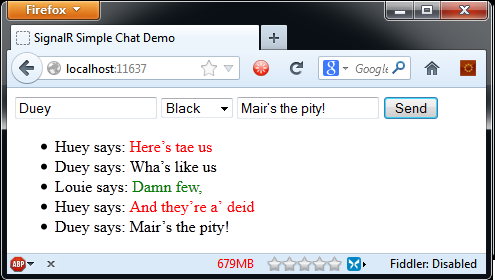 Firefox
SignalR Simple Chat Demo
localhost:11637
Google
Duey Black Mair's the pity! Send
Huey says: Here's tae us
Duey says: Wha's like us
Louie says: Damn few,
Huey says: And they're a' deid
Duey says: Mair's the pity!
ABP 679MB Fiddler: Disabled